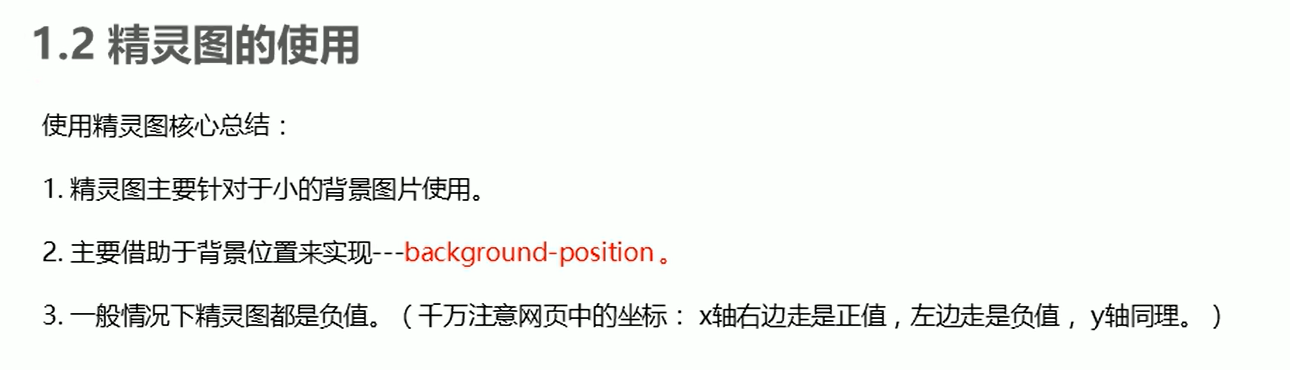 1.2 精灵图的使用
使用精灵图核心总结：
1. 精灵图主要针对于小的背景图片使用。
2. 主要借助于背景位置来实现---background-position 。
3. 一般情况下精灵图都是负值。（千万注意网页中的坐标： x轴右边走是正值，左边走是负值， y轴同理。）